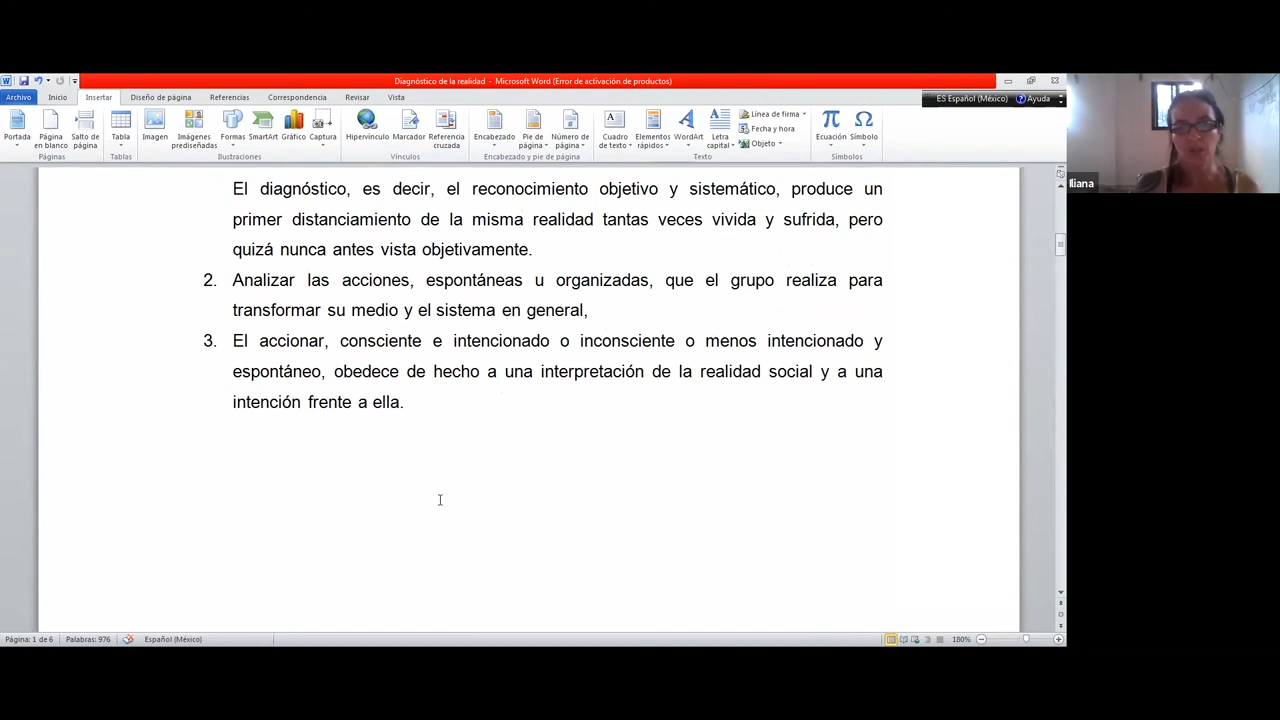 Diagnóstico de la realidad - Microsoft Word (Error de activación de productos)
Archivo Inicio Insertar Diseño de página Referencias Correspondencia Revisar Vista
ES Español (México) Ayuda
Portada Página en blanco Salto de página
Páginas
Tabla
Tablas
Imagen Imágenes prediseñadas Formas SmartArt Gráfico Captura
Ilustraciones
Hipervínculo Marcador Referencia cruzada
Vínculos
Encabezado Pie de página Número de página
Encabezado y pie de página
Cuadro de texto Elementos rápidos WordArt Letra capital
Línea de firma
Fecha y hora
Objeto
Texto
Ecuación Símbolo
Símbolos
Iliana
El diagnóstico, es decir, el reconocimiento objetivo y sistemático, produce un
primer distanciamiento de la misma realidad tantas veces vivida y sufrida, pero
quizá nunca antes vista objetivamente.
2. Analizar las acciones, espontáneas u organizadas, que el grupo realiza para
transformar su medio y el sistema en general,
3. El accionar, consciente e intencionado o inconsciente o menos intencionado y
espontáneo, obedece de hecho a una interpretación de la realidad social y a una
intención frente a ella.
Página: 1 de 6 Palabras: 976 Español (México) 180%